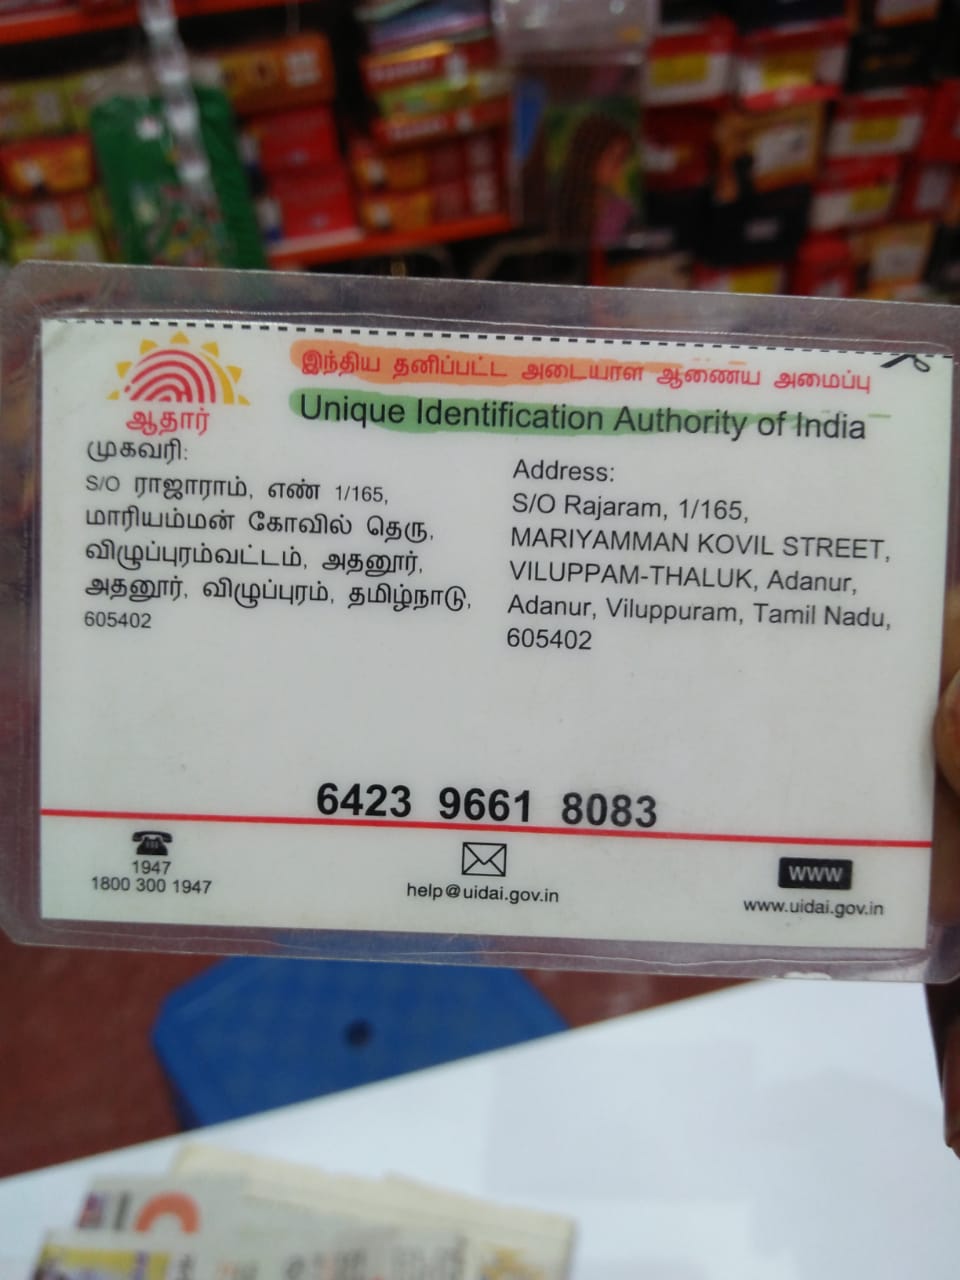 இந்திய தனிப்பட்ட அடையாள ஆணைய அமைப்பு
Unique Identification Authority of India
ஆதார்
முகவரி:
S/O ராஜாராம், எண் 1/165,
மாரியம்மன் கோவில் தெரு,
விழுப்புரம்வட்டம், அதனூர்,
அதனூர், விழுப்புரம், தமிழ்நாடு,
605402
Address:
S/O Rajaram, 1/165,
MARIYAMMAN KOVIL STREET,
VILUPPAM-THALUK, Adanur,
Adanur, Viluppuram, Tamil Nadu,
605402
6423 9661 8083
1947
1800 300 1947
help@uidai.gov.in
www
www.uidai.gov.in